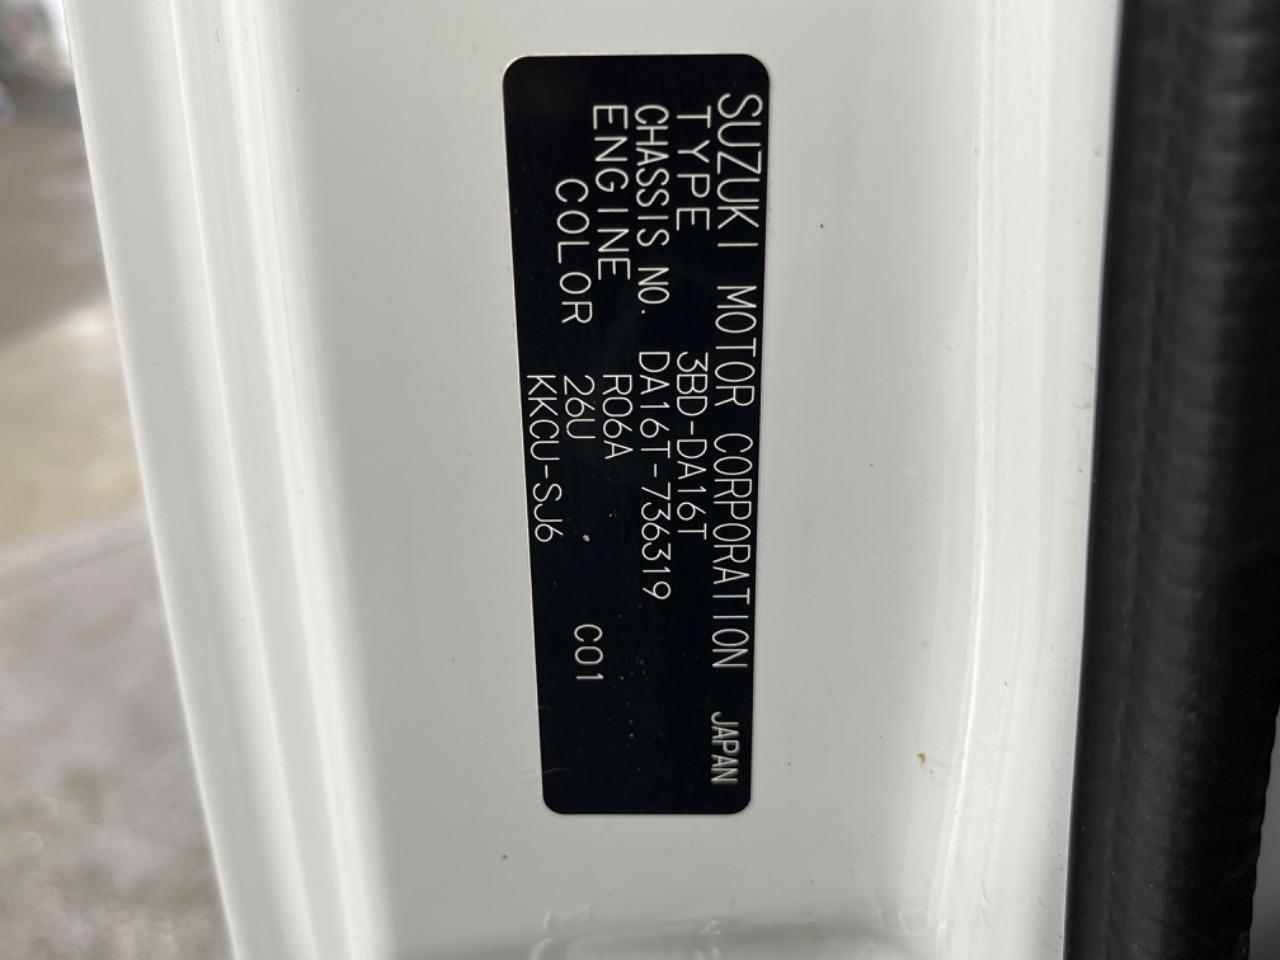 SUZUKI MOTOR CORPORATION JAPAN
TYPE 3BD-DA16T
CHASSIS NO. DA16T-736319
ENGINE R06A
COLOR 26U C01
KKCU-SJ6